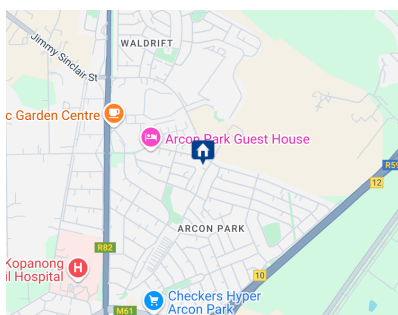 WALDRIFT
Jimmy Sinclair St
c Garden Centre
Arcon Park Guest House
R59
12
ARCON PARK
R82
Kopanong
il Hospital
H
10
Checkers Hyper
Arcon Park
M61